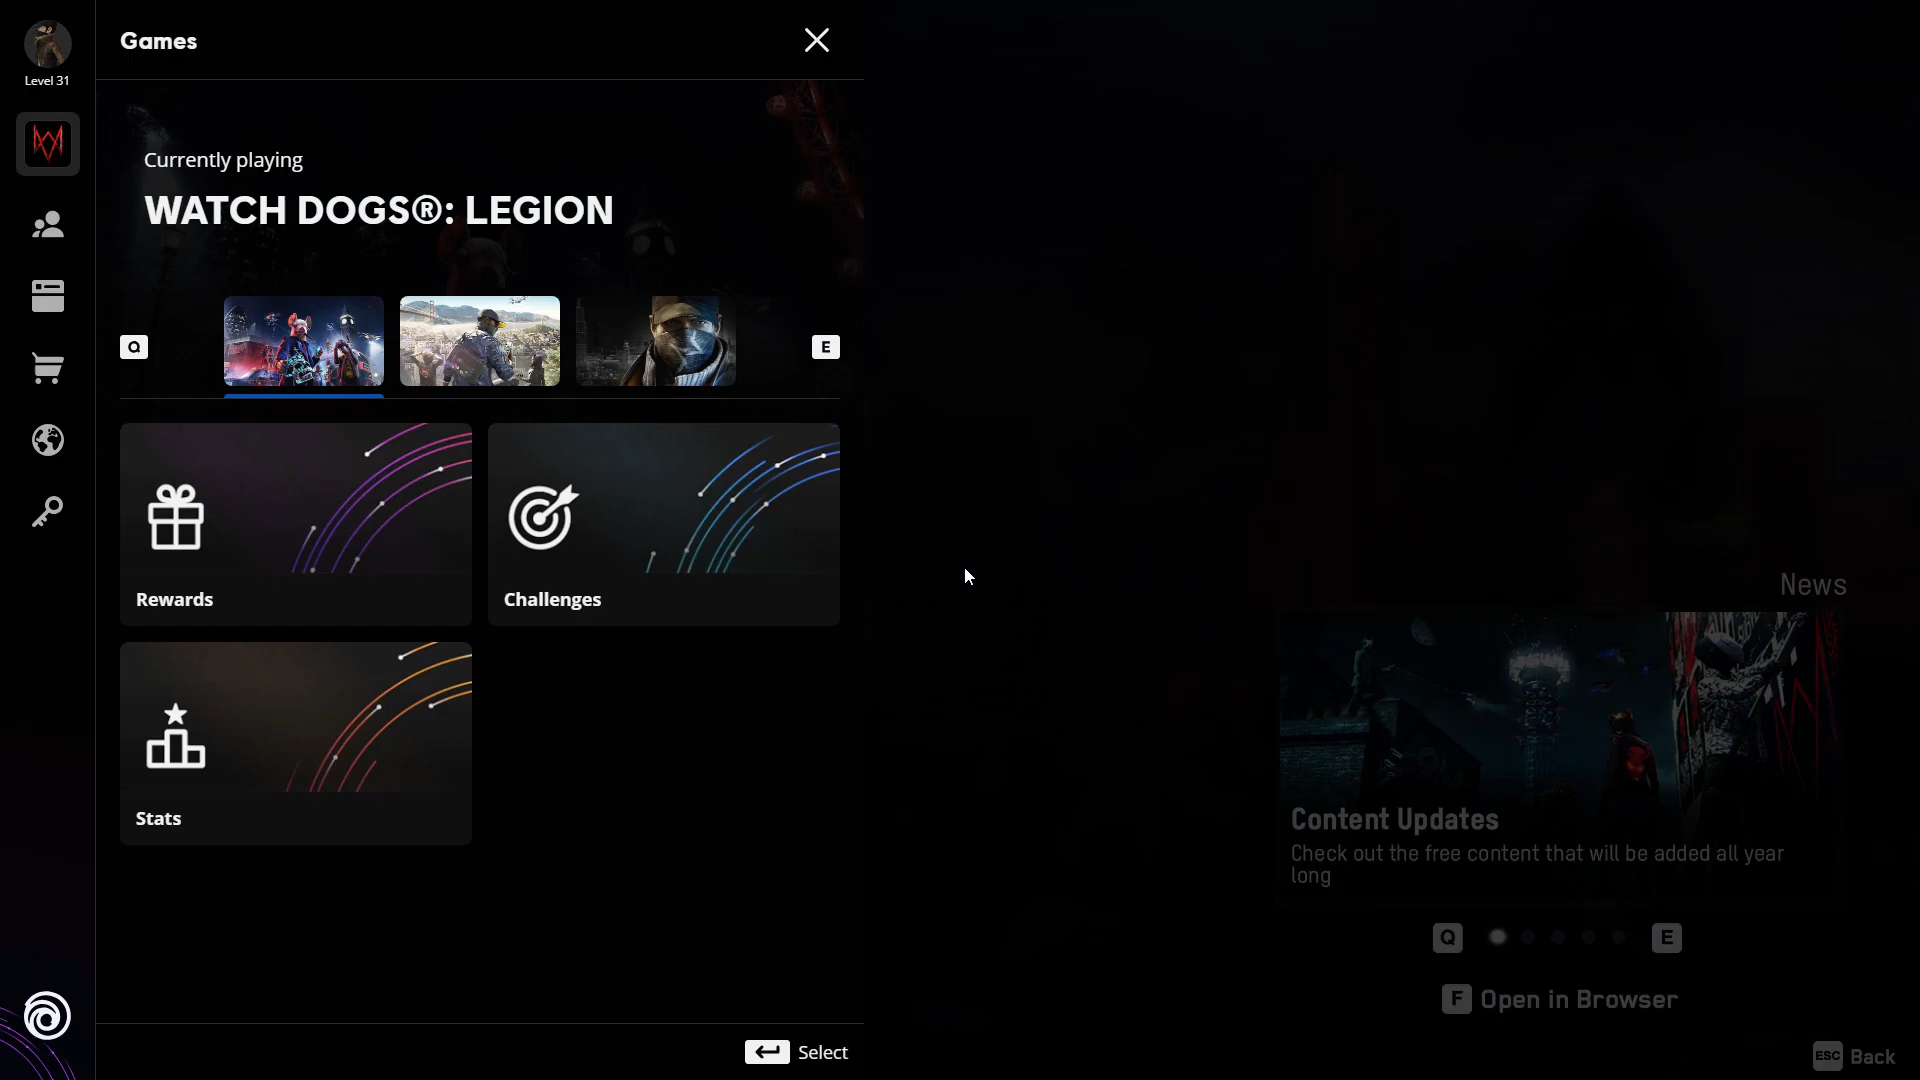 Level 31
Games
Currently playing
WATCH DOGS®: LEGION
Q
E
Rewards
Challenges
Stats
Select
News
Content Updates
Check out the free content that will be added all year
long
Q
E
F Open in Browser
ESC Back